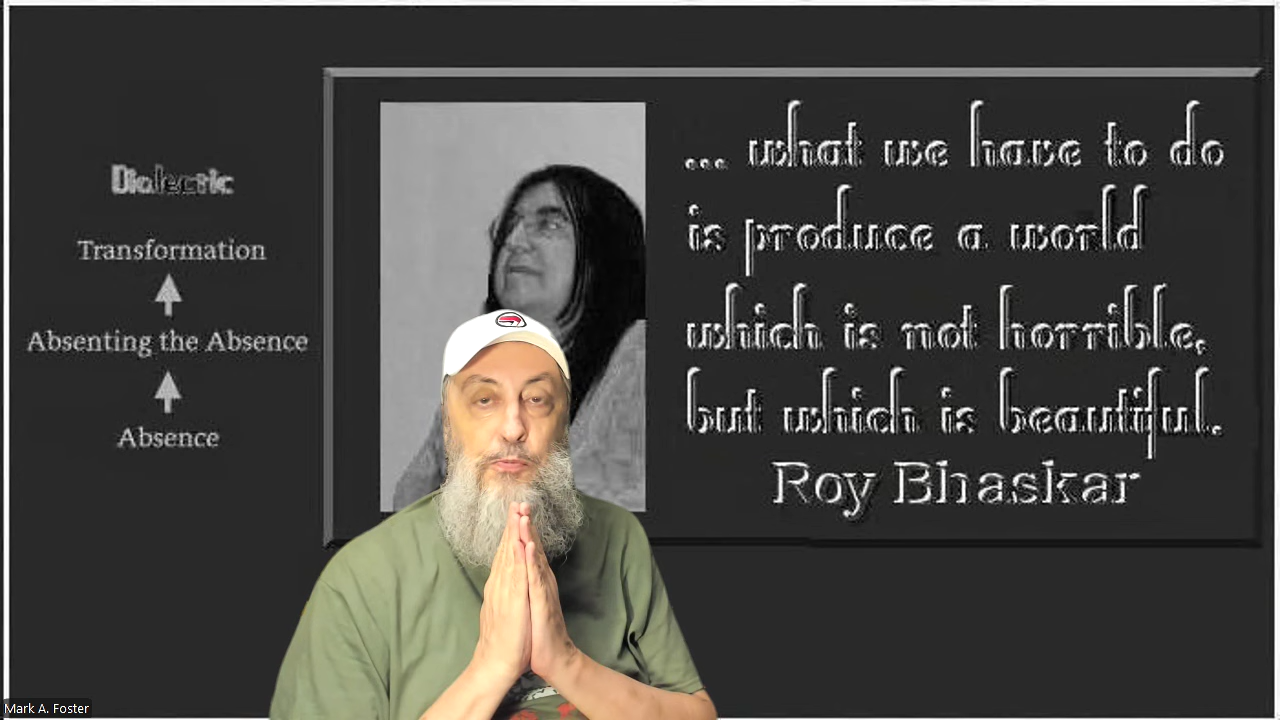 Dialectic
Transformation
Absenting the Absence
Absence
... what we have to do
is produce a world
which is not horrible,
but which is beautiful.
Roy Bhaskar
Mark A. Foster